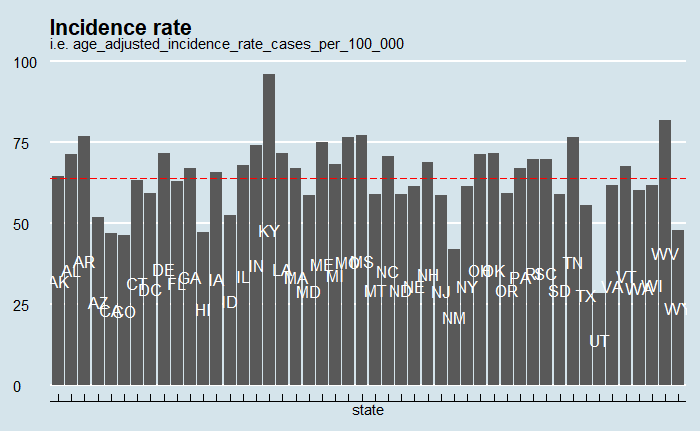 Incidence rate
i.e. age_adjusted_incidence_rate_cases_per_100_000
100
75
50
25
0
AK AL AR AZ CA CO CT DC DE FL GA HI IA ID IL IN KY LA MA MD ME MI MO MS MT NC ND NE NH NJ NM NY OH OK OR PA RI SC SD TN TX UT VA VT WA WI WV WY
state